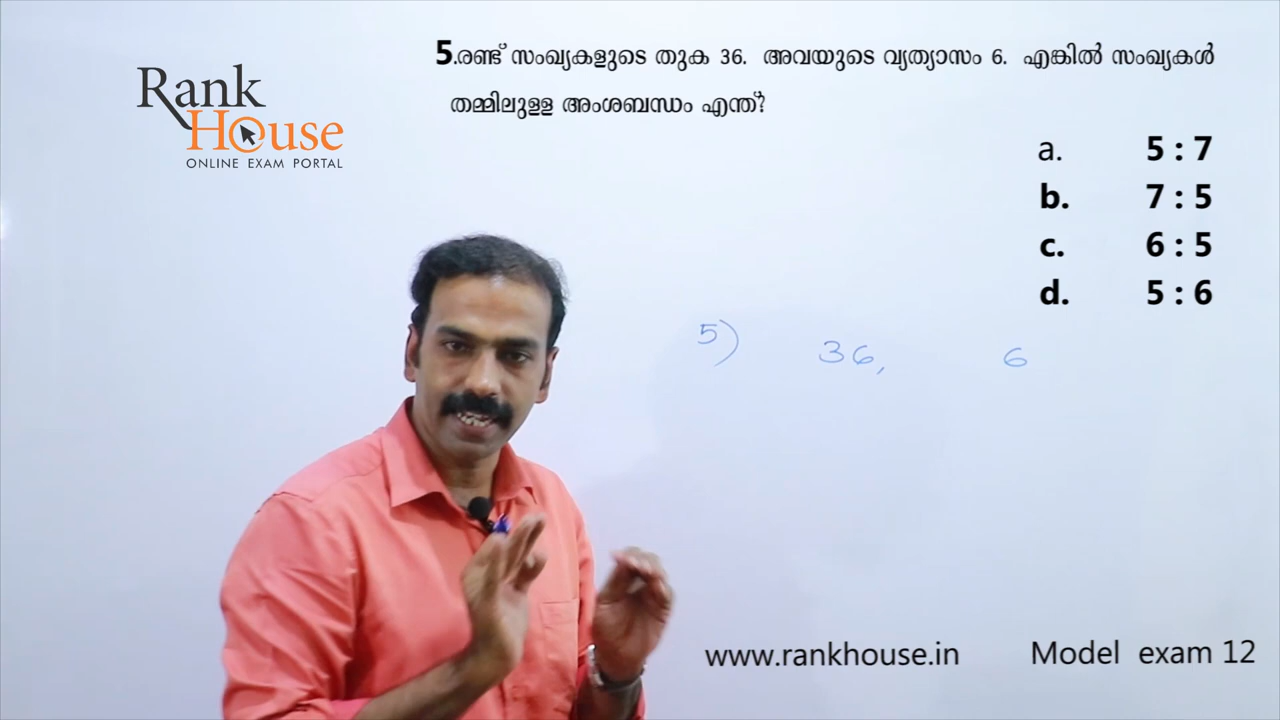 Rank
House
ONLINE EXAM PORTAL
5.രണ്ട് സംഖ്യകളുടെ തുക 36. അവയുടെ വ്യത്യാസം 6. എങ്കിൽ സംഖ്യകൾ
തമ്മിലുളള അംശബന്ധം എന്ത്?
a. 5 : 7
b. 7 : 5
c. 6 : 5
d. 5 : 6
5) 36, 6
www.rankhouse.in Model exam 12